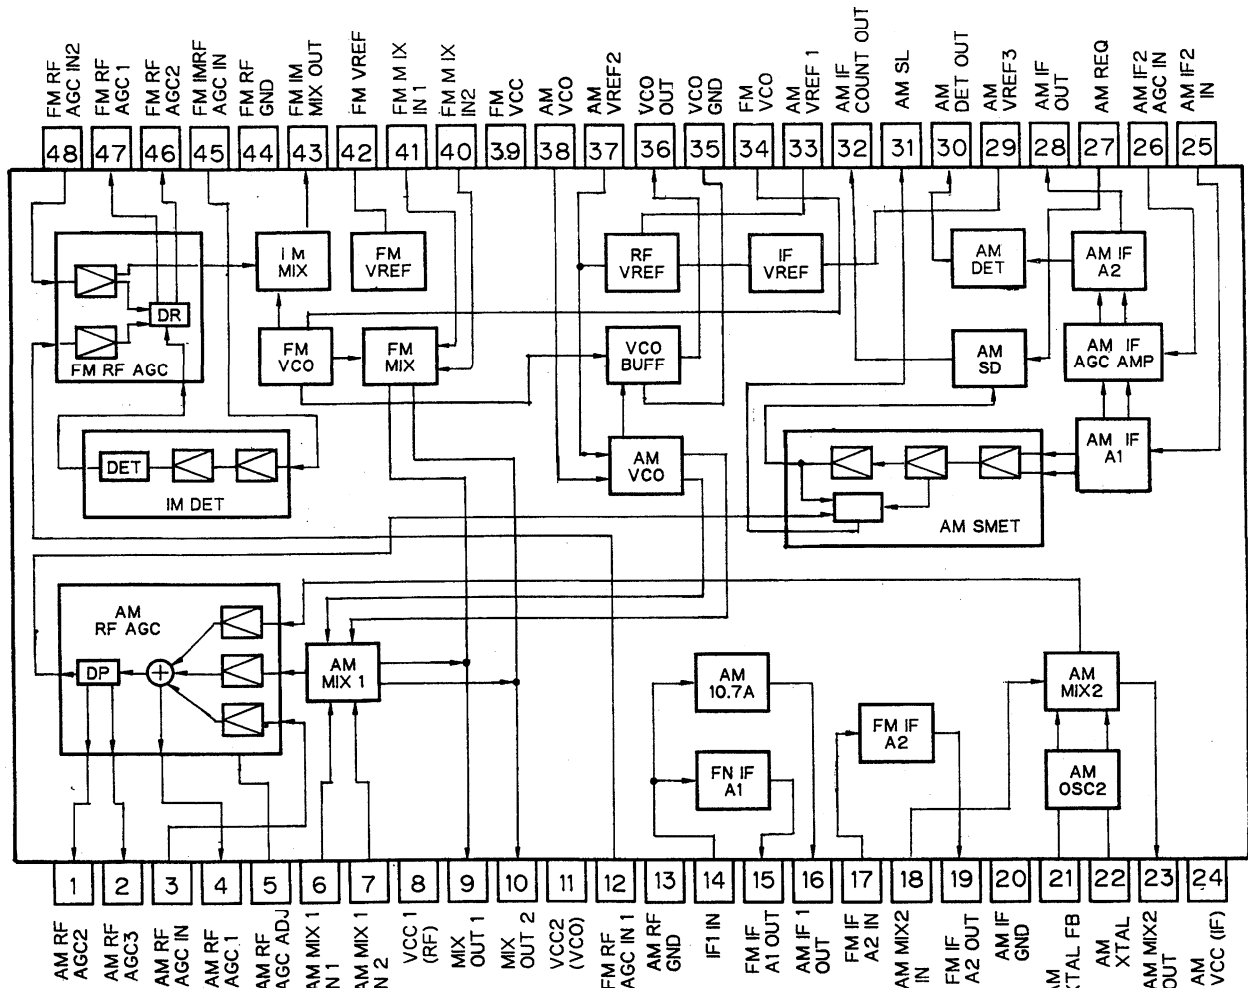 FM RF
AGC IN2
FM RF
AGC 1
FM RF
AGC2
FM IMRF
AGC IN
FM RF
GND
FM IM
MIX OUT
FM VREF
FM M IX
IN 1
FM M IX
IN2
FM
VCC
AM
VCO
AM
VREF2
VCO
OUT
VCO
GND
FM
VCO
AM
VREF 1
AM IF
COUNT OUT
AM SL
AM
DET OUT
AM
VREF3
AM IF
OUT
AM REQ
AM IF2
AGC IN
AM IF2
IN
48 47 46 45 44 43 42 41 40 39 38 37 36 35 34 33 32 31 30 29 28 27 26 25
DR
FM RF AGC
I M
MIX
FM
VREF
RF
VREF
IF
VREF
AM
DET
AM IF
A2
FM
VCO
FM
MIX
VCO
BUFF
AM
SD
AM IF
AGC AMP
DET
IM DET
AM
VCO
AM SMET
AM IF
A1
AM
RF AGC
DP
AM
MIX 1
AM
10.7A
FN IF
A1
FM IF
A2
AM
MIX2
AM
OSC2
1 2 3 4 5 6 7 8 9 10 11 12 13 14 15 16 17 18 19 20 21 22 23 24
AM RF
AGC2
AM RF
AGC3
AM RF
AGC IN
AM RF
AGC 1
AM RF
AGC ADJ
AM MIX 1
IN 1
AM MIX 1
IN 2
VCC 1
(RF)
MIX
OUT 1
MIX
OUT 2
VCC2
(VCO)
FM RF
AGC IN 1
AM RF
GND
IF1 IN
FM IF
A1 OUT
AM IF 1
OUT
FM IF
A2 IN
AM MIX2
IN
FM IF
A2 OUT
AM IF
GND
AM
XTAL FB
AM
XTAL
AM MIX2
OUT
AM
VCC (IF)